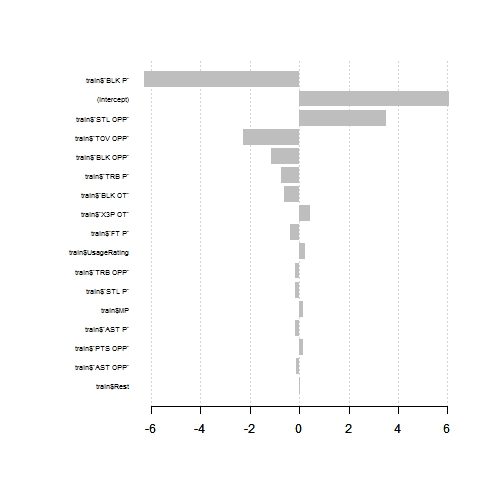 train$`BLK P`
(Intercept)
train$`STL OPP`
train$`TOV OPP`
train$`BLK OPP`
train$`TRB P`
train$`BLK OT`
train$`X3P OT`
train$`FT P`
train$UsageRating
train$`TRB OPP`
train$`STL P`
train$MP
train$`AST P`
train$`PTS OPP`
train$`AST OPP`
train$Rest
-6 -4 -2 0 2 4 6